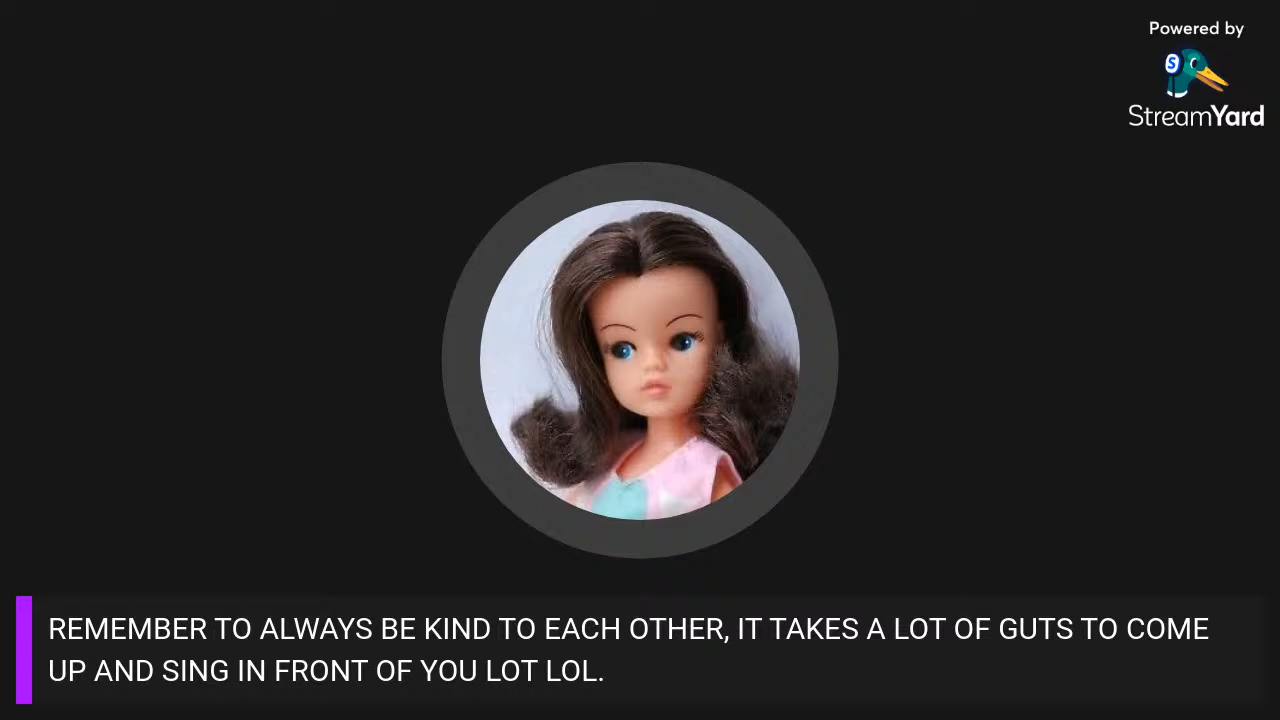 Powered by
S
StreamYard
REMEMBER TO ALWAYS BE KIND TO EACH OTHER, IT TAKES A LOT OF GUTS TO COME
UP AND SING IN FRONT OF YOU LOT LOL.